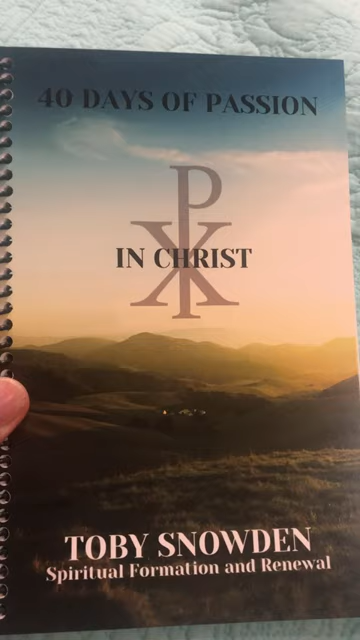 40 DAYS OF PASSION
IN CHRIST
TOBY SNOWDEN
Spiritual Formation and Renewal